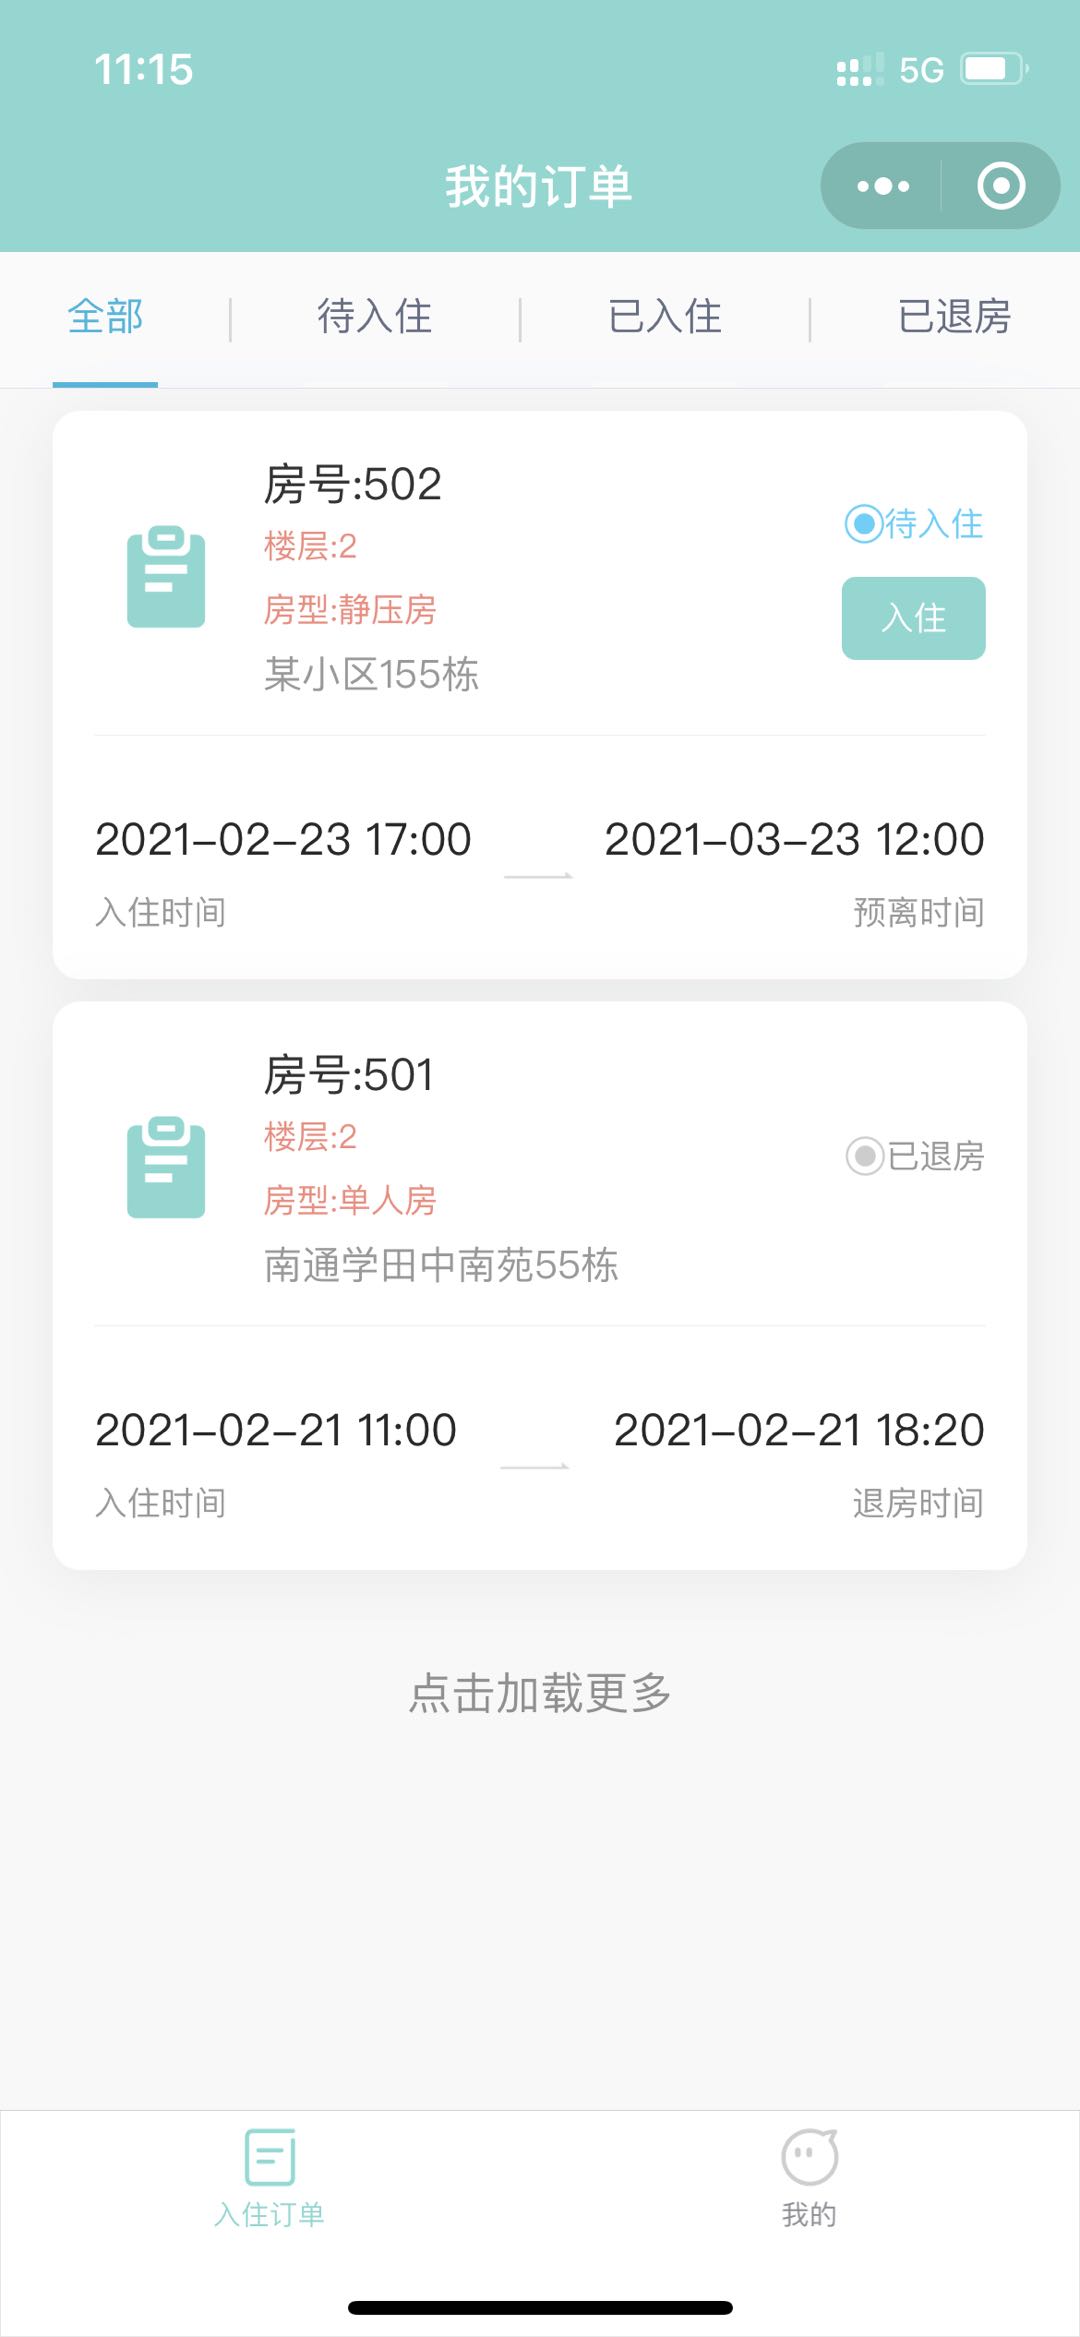 11:15
5G
我的订单
全部
待入住
已入住
已退房
房号:502
楼层:2
房型:静压房
某小区155栋
待入住
入住
2021-02-23 17:00
2021-03-23 12:00
入住时间
预离时间
房号:501
楼层:2
房型:单人房
南通学田中南苑55栋
已退房
2021-02-21 11:00
2021-02-21 18:20
入住时间
退房时间
点击加载更多
入住订单
我的